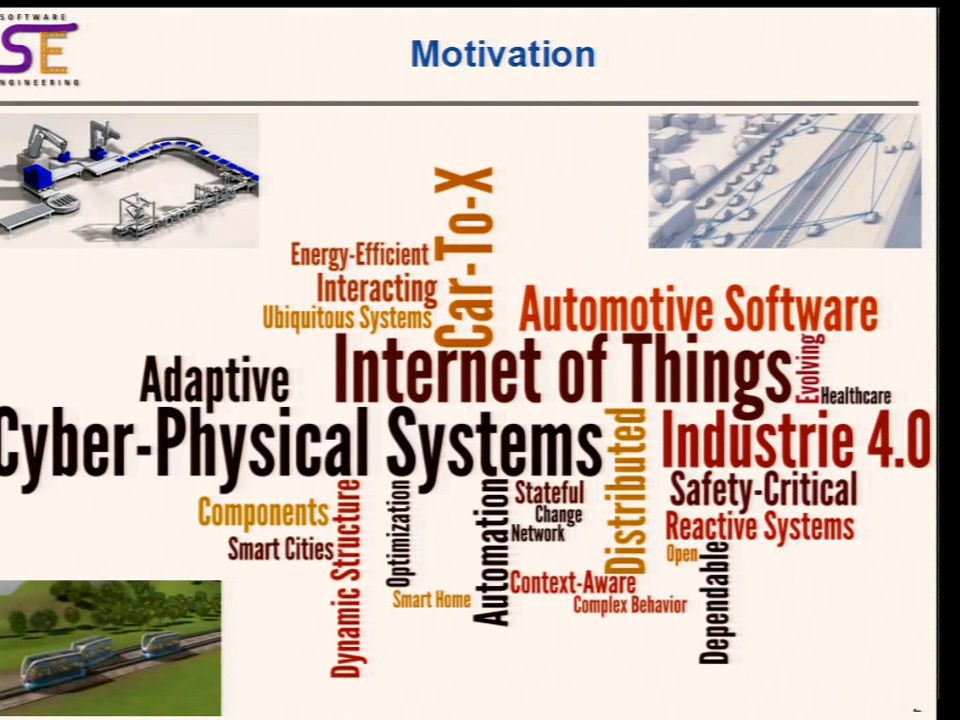 SOFTWARE
SE
NGINEERING
Motivation
Car-To-X
Energy-Efficient
Interacting
Ubiquitous Systems
Automotive Software
Internet of Things
Evolving
Healthcare
Adaptive
Cyber-Physical Systems
Distributed
Industrie 4.0
Components
Smart Cities
Dynamic Structure
Optimization
Smart Home
Automation
Stateful
Change
Network
Context-Aware
Complex Behavior
Safety-Critical
Reactive Systems
Open
Dependable